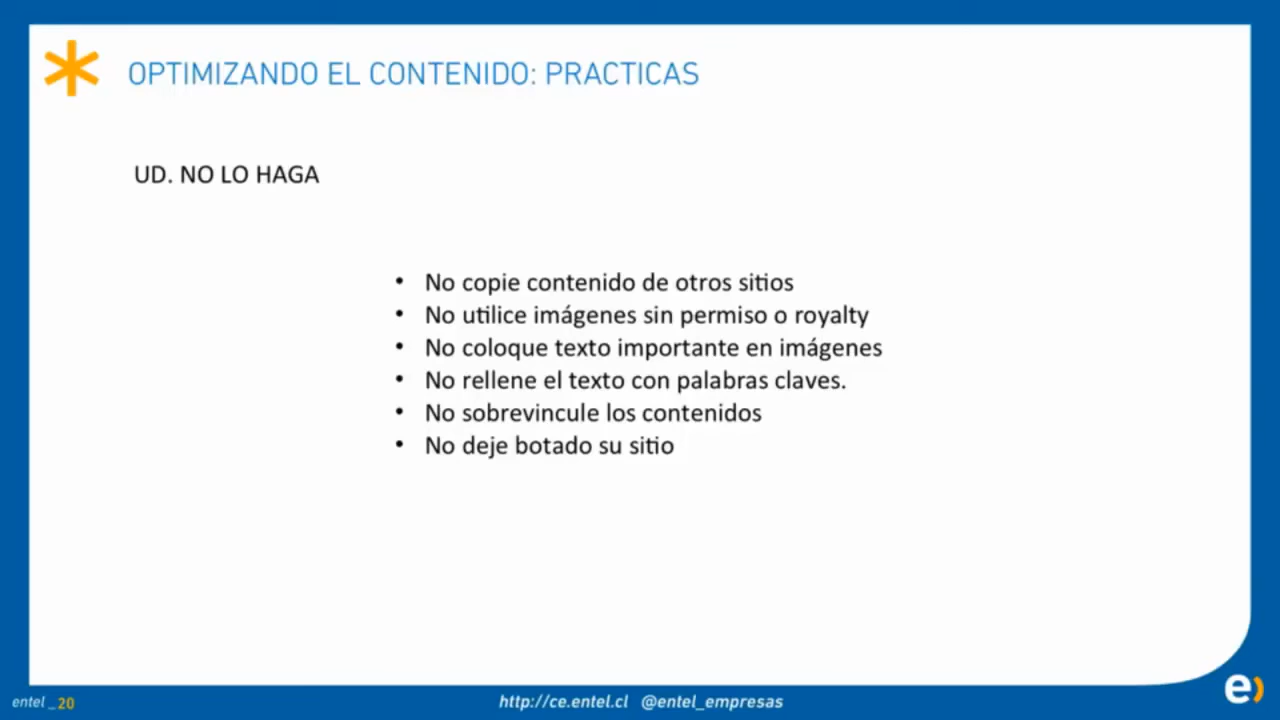 OPTIMIZANDO EL CONTENIDO: PRACTICAS
UD. NO LO HAGA
• No copie contenido de otros sitios
• No utilice imágenes sin permiso o royalty
• No coloque texto importante en imágenes
• No rellene el texto con palabras claves.
• No sobrevincule los contenidos
• No deje botado su sitio
entel _20
http://ce.entel.cl @entel_empresas
e)